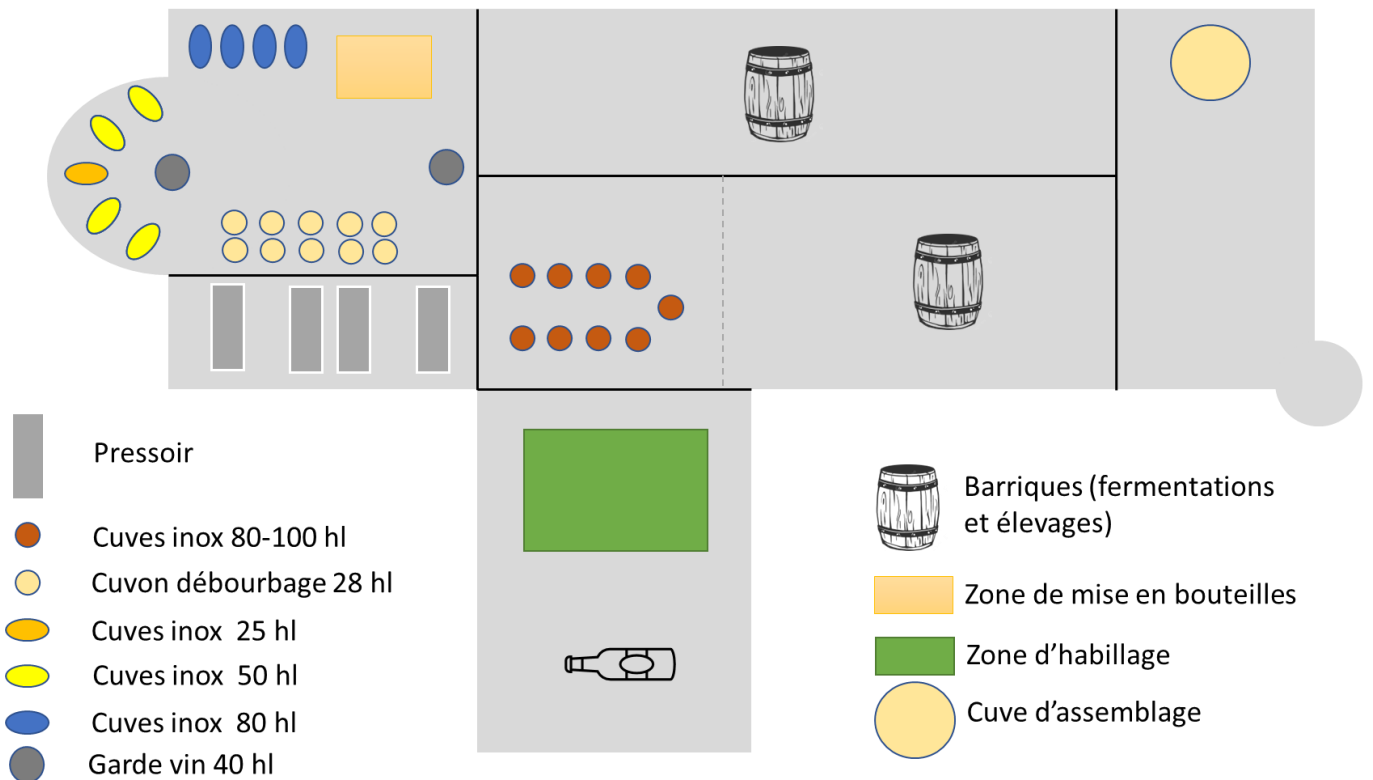 Pressoir
Cuves inox 80-100 hl
Cuvon débourbage 28 hl
Cuves inox  25 hl
Cuves inox  50 hl
Cuves inox  80 hl
Garde vin 40 hl
Barriques (fermentations
et élevages)
Zone de mise en bouteilles
Zone d’habillage
Cuve d’assemblage